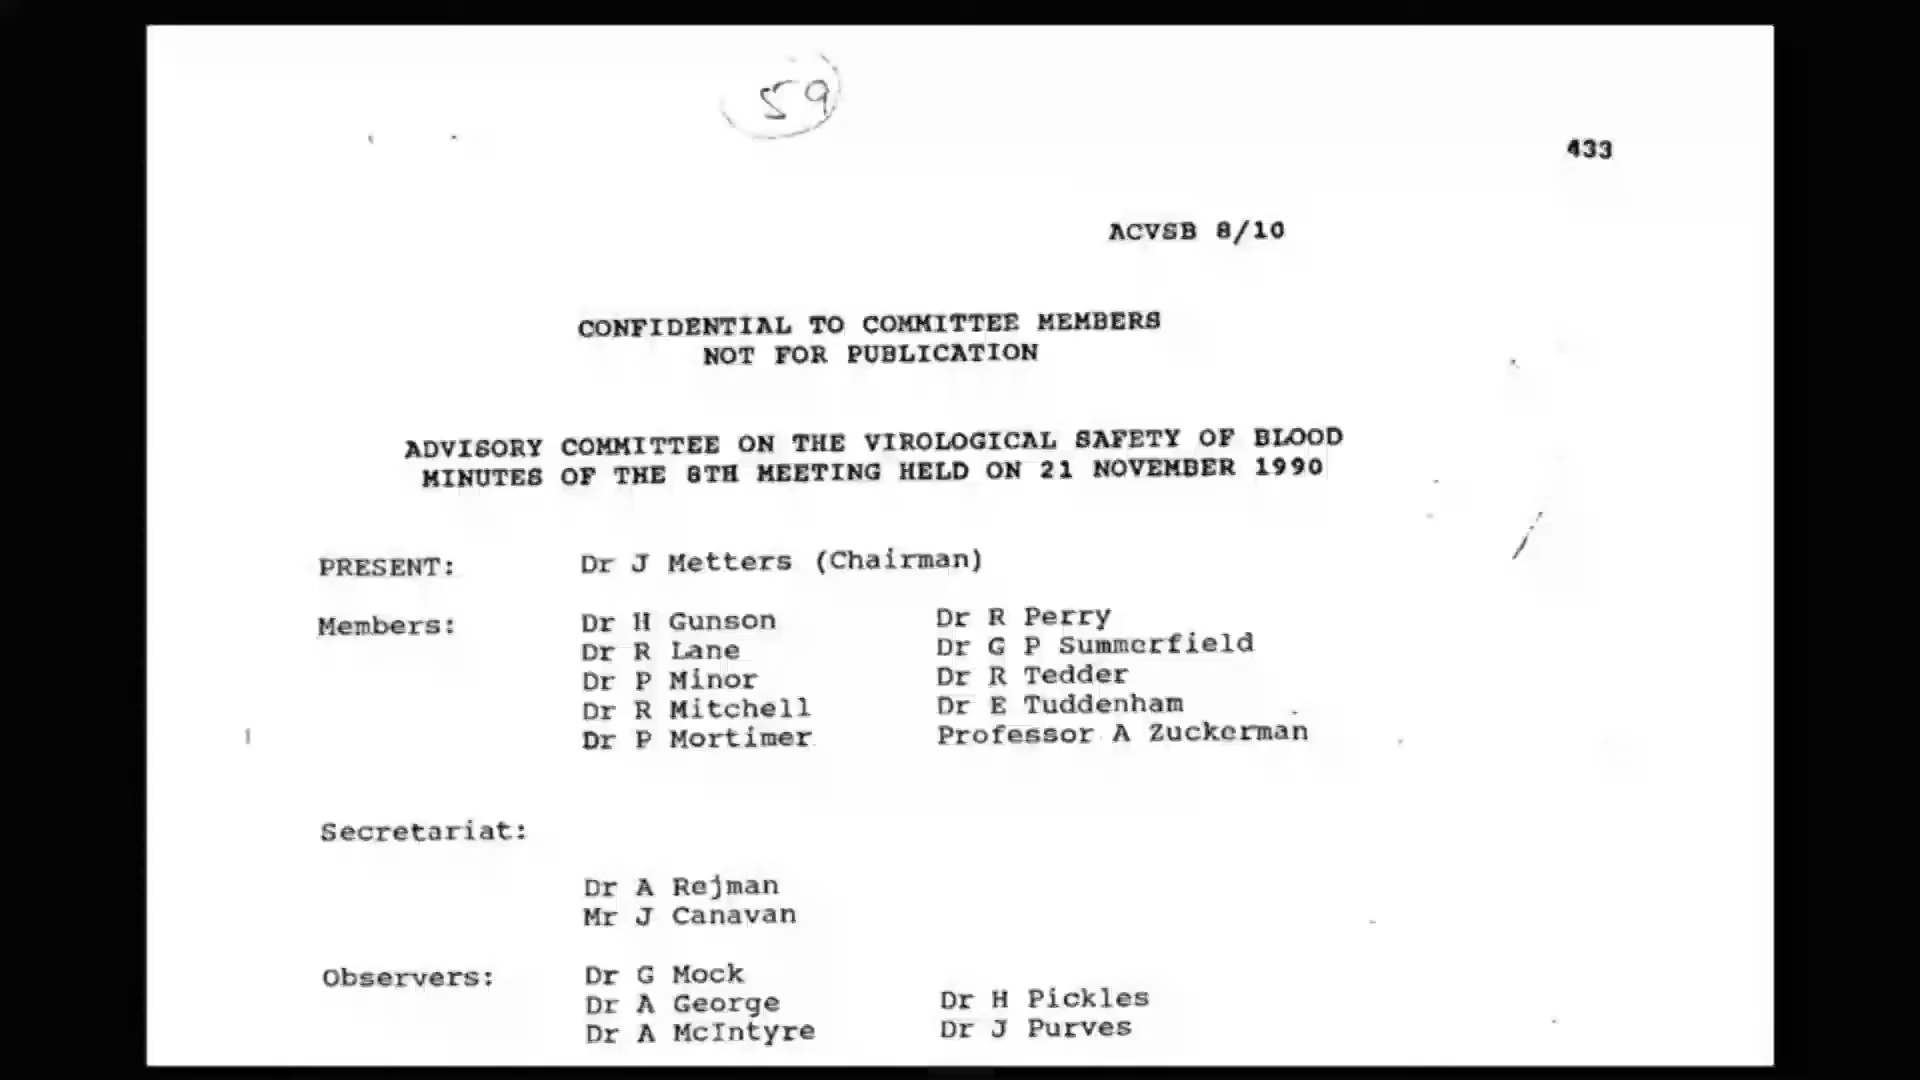 59
433
ACVSB 8/10
CONFIDENTIAL TO COMMITTEE MEMBERS
NOT FOR PUBLICATION
ADVISORY COMMITTEE ON THE VIROLOGICAL SAFETY OF BLOOD
MINUTES OF THE 8TH MEETING HELD ON 21 NOVEMBER 1990
PRESENT: Dr J Metters (Chairman)
Members: Dr H Gunson Dr R Perry
Dr R Lane Dr G P Summerfield
Dr P Minor Dr R Tedder
Dr R Mitchell Dr E Tuddenham
Dr P Mortimer Professor A Zuckerman
Secretariat:
Dr A Rejman
Mr J Canavan
Observers: Dr G Mock
Dr A George Dr H Pickles
Dr A McIntyre Dr J Purves